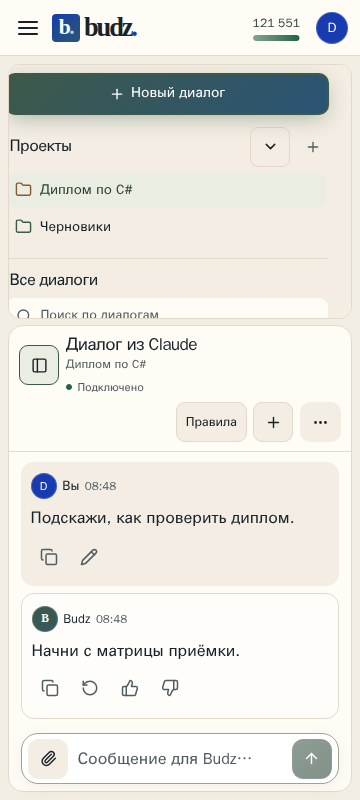 b. budz.
121 551
D
Новый диалог
Проекты
Диплом по C#
Черновики
Все диалоги
Поиск по диалогам
Диалог из Claude
Диплом по C#
Подключено
Правила
D Вы 08:48
Подскажи, как проверить диплом.
B Budz 08:48
Начни с матрицы приёмки.
Сообщение для Budz···